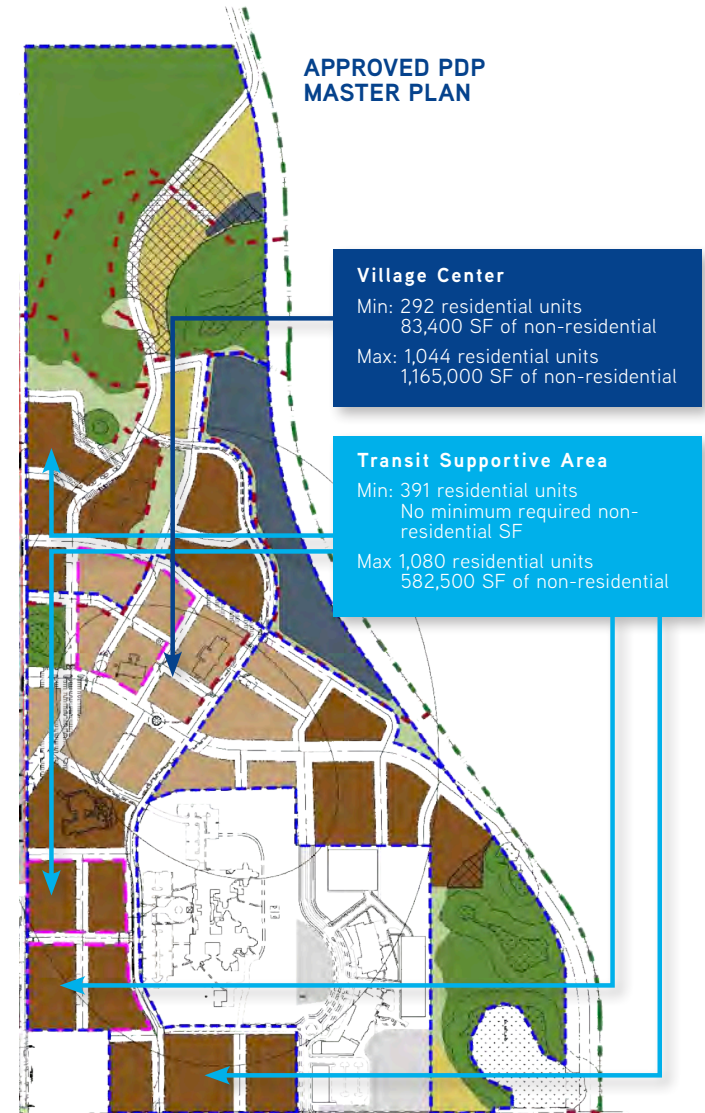 APPROVED PDP
MASTER PLAN
Village Center
Min: 292 residential units
83,400 SF of non-residential
Max: 1,044 residential units
1,165,000 SF of non-residential
Transit Supportive Area
Min: 391 residential units
No minimum required non-
residential SF
Max 1,080 residential units
582,500 SF of non-residential